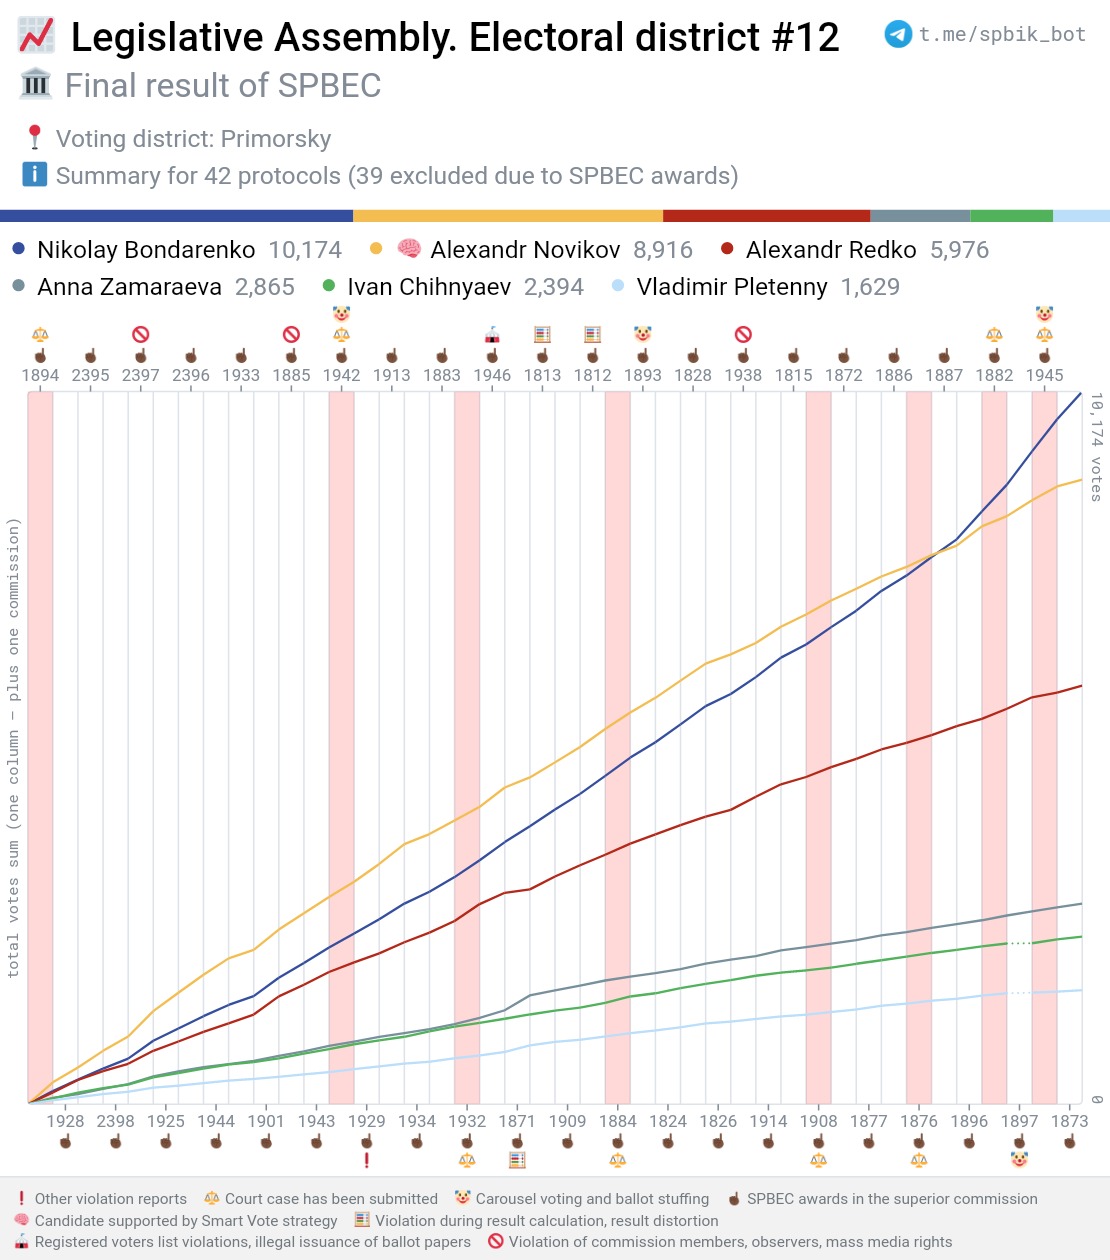 Legislative Assembly. Electoral district #12
t.me/spbik_bot
Final result of SPBEC
Voting district: Primorsky
Summary for 42 protocols (39 excluded due to SPBEC awards)
Nikolay Bondarenko 10,174 Alexandr Novikov 8,916 Alexandr Redko 5,976
Anna Zamaraeva 2,865 Ivan Chihnyaev 2,394 Vladimir Pletenny 1,629
1894 2395 2397 2396 1933 1885 1942 1913 1883 1946 1813 1812 1893 1828 1938 1815 1872 1886 1887 1882 1945
10,174 votes
total votes sum (one column – plus one commission)
0
1928 2398 1925 1944 1901 1943 1929 1934 1932 1871 1909 1884 1824 1826 1914 1908 1877 1876 1896 1897 1873
Other violation reports Court case has been submitted Carousel voting and ballot stuffing SPBEC awards in the superior commission
Candidate supported by Smart Vote strategy Violation during result calculation, result distortion
Registered voters list violations, illegal issuance of ballot papers Violation of commission members, observers, mass media rights